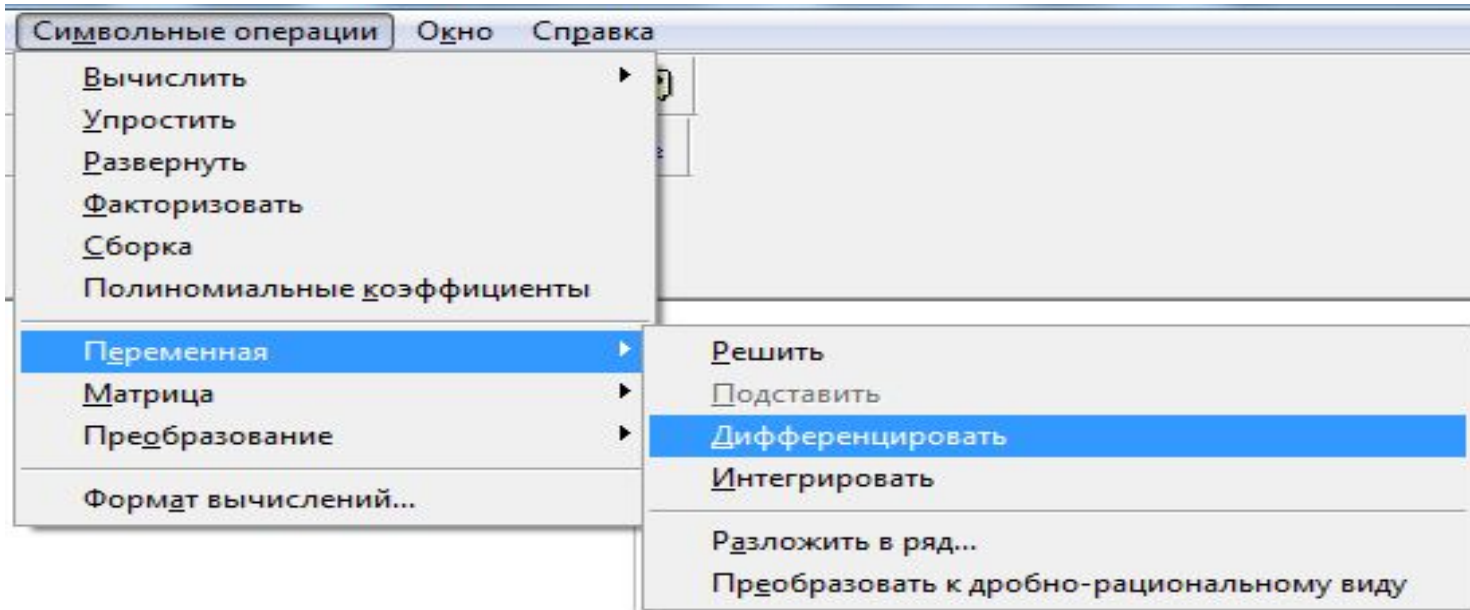 Символьные операции Окно Справка
Вычислить
Упростить
Развернуть
Факторизовать
Сборка
Полиномиальные коэффициенты
Переменная
Матрица
Преобразование
Формат вычислений...
Решить
Подставить
Дифференцировать
Интегрировать
Разложить в ряд...
Преобразовать к дробно-рациональному виду